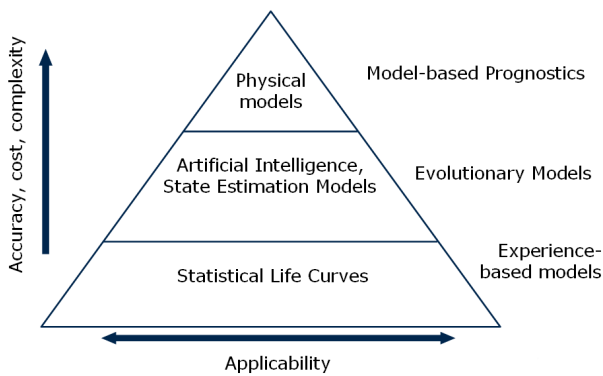 Accuracy, cost, complexity
Physical
models
Model-based Prognostics
Artificial Intelligence,
State Estimation Models
Evolutionary Models
Statistical Life Curves
Experience-
based models
Applicability